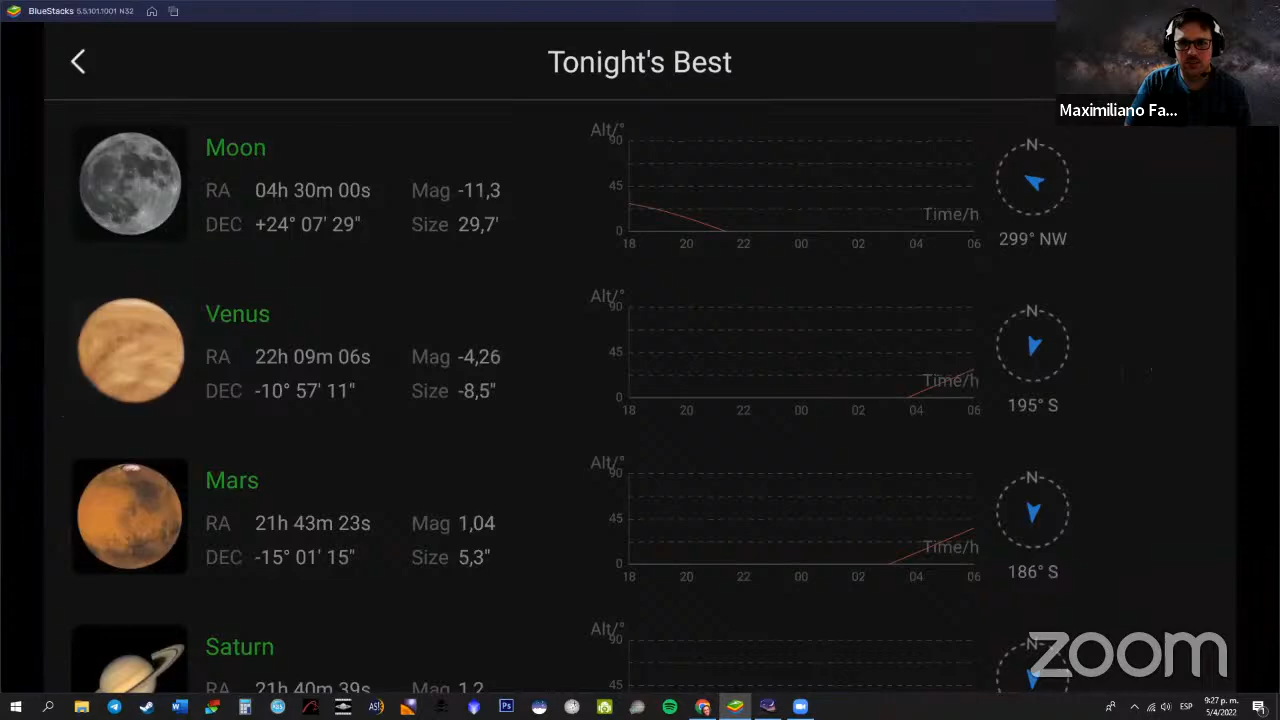 BlueStacks 5.5.101.1001 N32
Tonight's Best
Maximiliano Fa...
Moon
RA 04h 30m 00s Mag -11,3
DEC +24° 07' 29" Size 29,7'
Alt/°
90
45
0
Time/h
18 20 22 00 02 04 06
N
299° NW
Venus
RA 22h 09m 06s Mag -4,26
DEC -10° 57' 11" Size -8,5"
Alt/°
90
45
0
Time/h
18 20 22 00 02 04 06
N
195° S
Mars
RA 21h 43m 23s Mag 1,04
DEC -15° 01' 15" Size 5,3"
Alt/°
90
45
0
Time/h
18 20 22 00 02 04 06
N
186° S
Saturn
RA 21h 40m 39s Mag 1,2
Alt/°
90
45
N
zoom
ESP
9:27 p.m.
5/4/2022